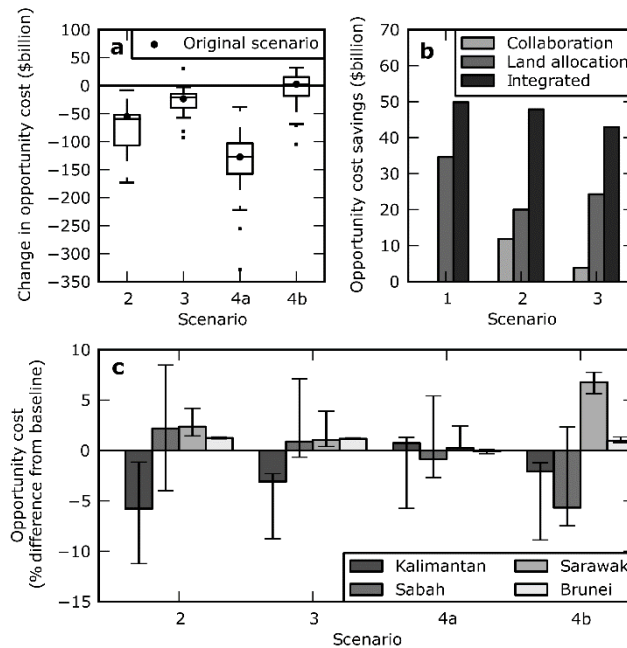 a
Original scenario
Change in opportunity cost ($billion)
100
50
0
−50
−100
−150
−200
−250
−300
−350
2 3 4a 4b
Scenario
b
Collaboration
Land allocation
Integrated
Opportunity cost savings ($billion)
70
60
50
40
30
20
10
0
1 2 3
Scenario
c
Opportunity cost
(% difference from baseline)
10
5
0
−5
−10
−15
Kalimantan Sarawak
Sabah Brunei
2 3 4a 4b
Scenario